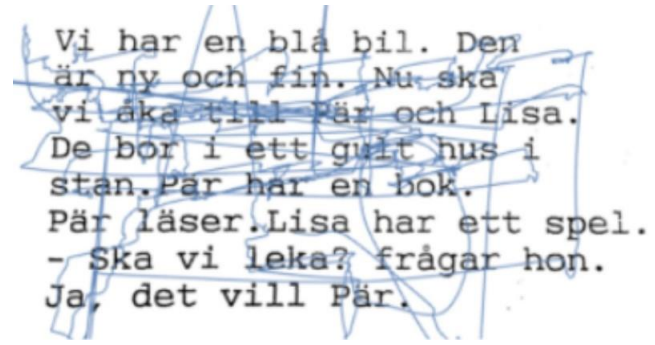 Vi har en blå bil. Den
är ny och fin. Nu ska
vi åka till Pär och Lisa.
De bor i ett gult hus i
stan.Pär har en bok.
Pär läser.Lisa har ett spel.
- Ska vi leka? frågar hon.
Ja, det vill Pär.